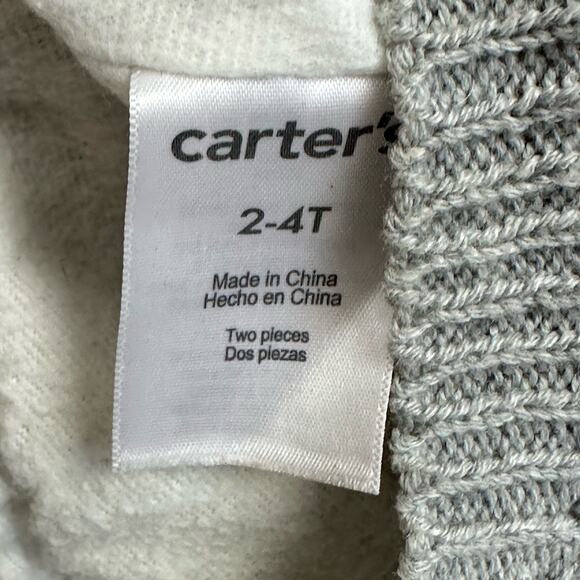 carter's
2-4T
Made in China
Hecho en China
Two pieces
Dos piezas